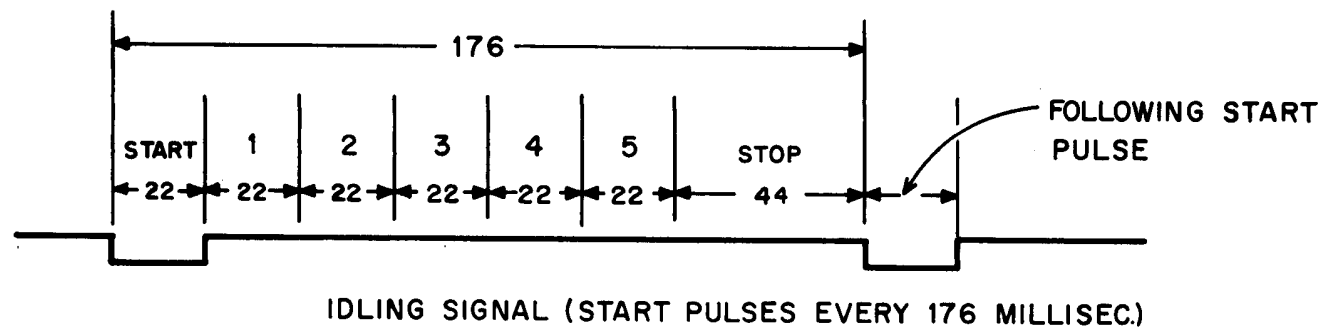 176
FOLLOWING START
PULSE
START 1 2 3 4 5 STOP
22 22 22 22 22 22 44
IDLING SIGNAL (START PULSES EVERY 176 MILLISEC.)